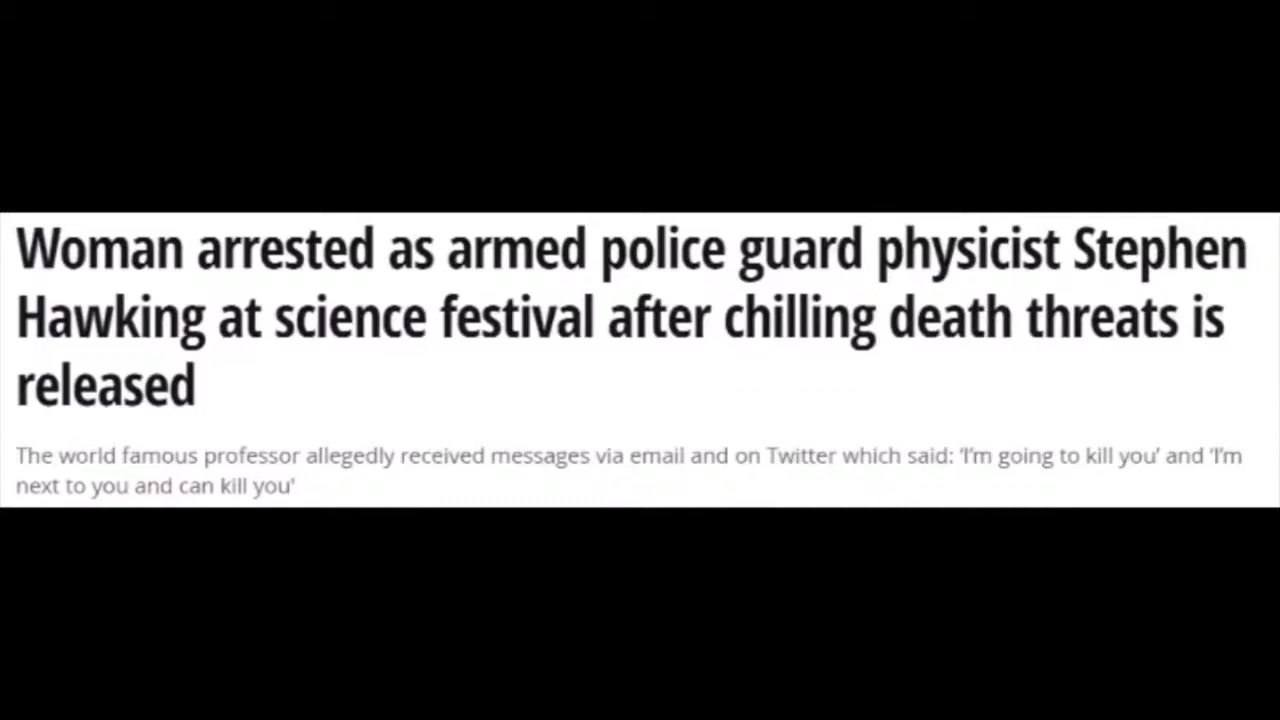 Woman arrested as armed police guard physicist Stephen
Hawking at science festival after chilling death threats is
released
The world famous professor allegedly received messages via email and on Twitter which said: 'I'm going to kill you' and 'I'm
next to you and can kill you'